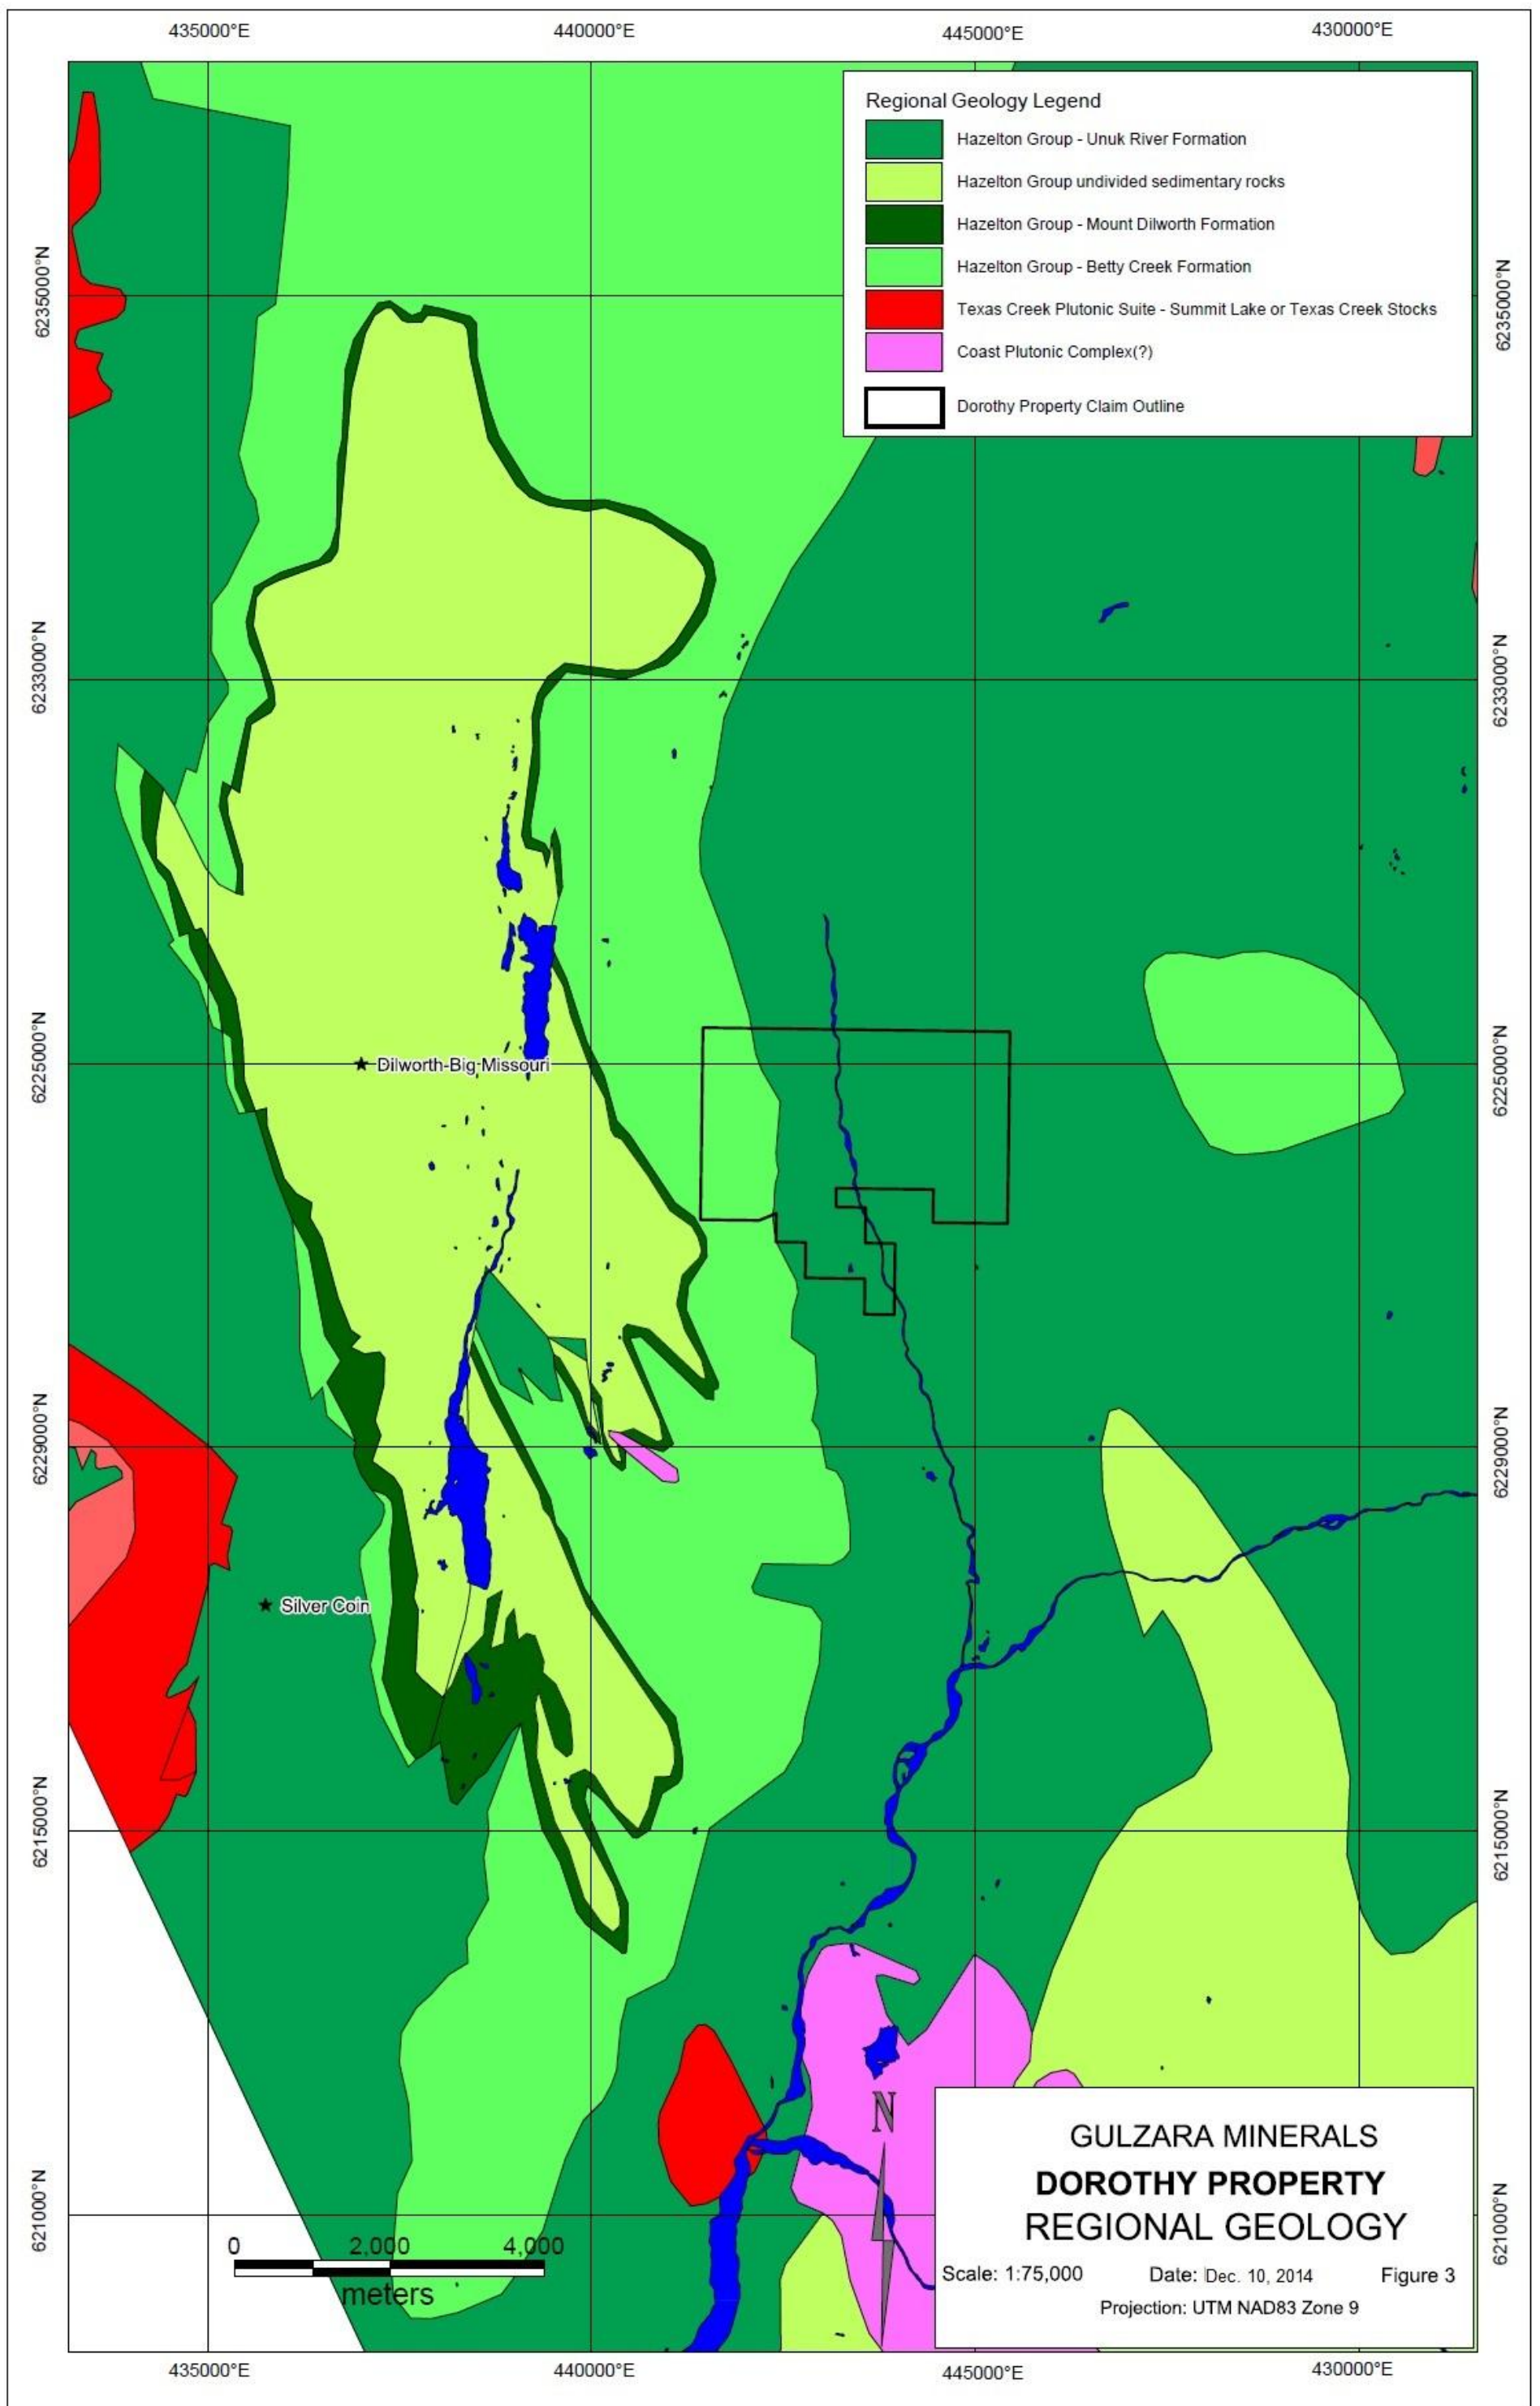 435000°E
440000°E
445000°E
430000°E
Regional Geology Legend
Hazelton Group - Unuk River Formation
Hazelton Group undivided sedimentary rocks
Hazelton Group - Mount Dilworth Formation
Hazelton Group - Betty Creek Formation
Texas Creek Plutonic Suite - Summit Lake or Texas Creek Stocks
Coast Plutonic Complex(?)
Dorothy Property Claim Outline
6235000°N
6235000°N
6233000°N
6233000°N
6225000°N
6225000°N
Dilworth-Big-Missouri
6229000°N
6229000°N
Silver Coin
6215000°N
6215000°N
N
6210000°N
6210000°N
0
2,000
4,000
meters
GULZARA MINERALS
DOROTHY PROPERTY
REGIONAL GEOLOGY
Scale: 1:75,000
Date: Dec. 10, 2014
Figure 3
Projection: UTM NAD83 Zone 9
435000°E
440000°E
445000°E
430000°E